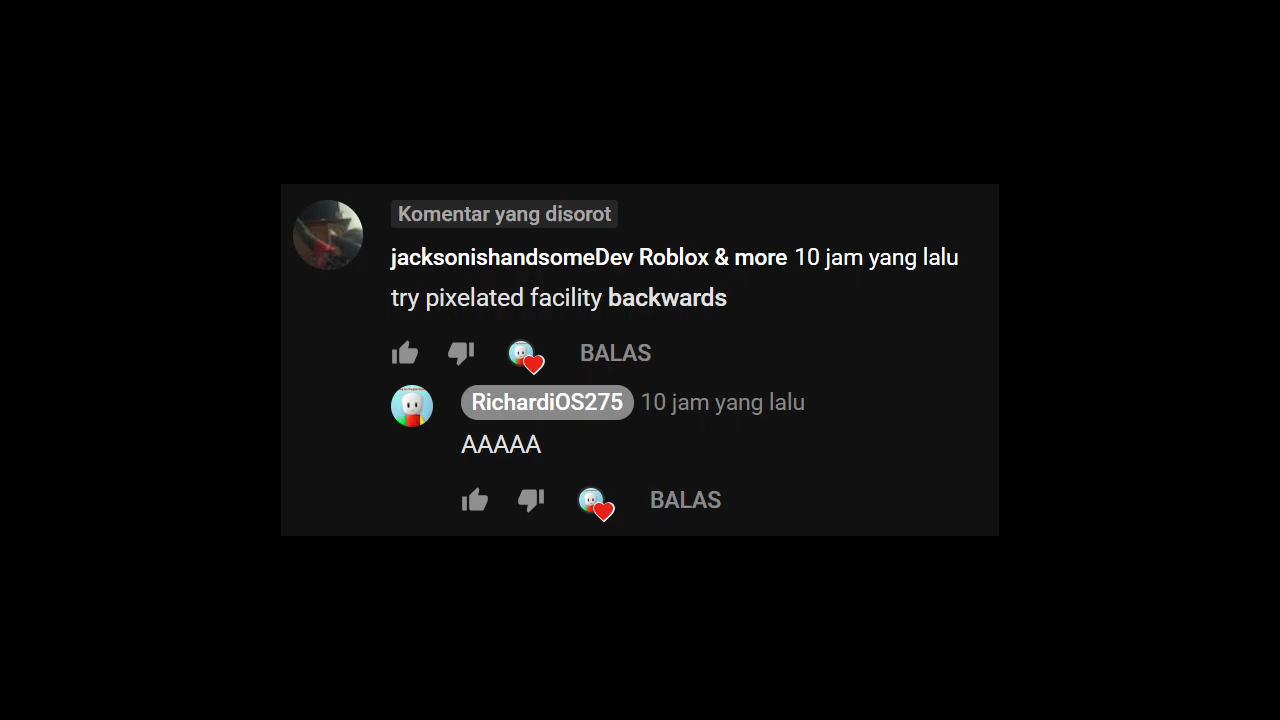 Komentar yang disorot
jacksonishandsomeDev Roblox & more 10 jam yang lalu
try pixelated facility backwards
BALAS
RichardiOS275 10 jam yang lalu
AAAAA
BALAS